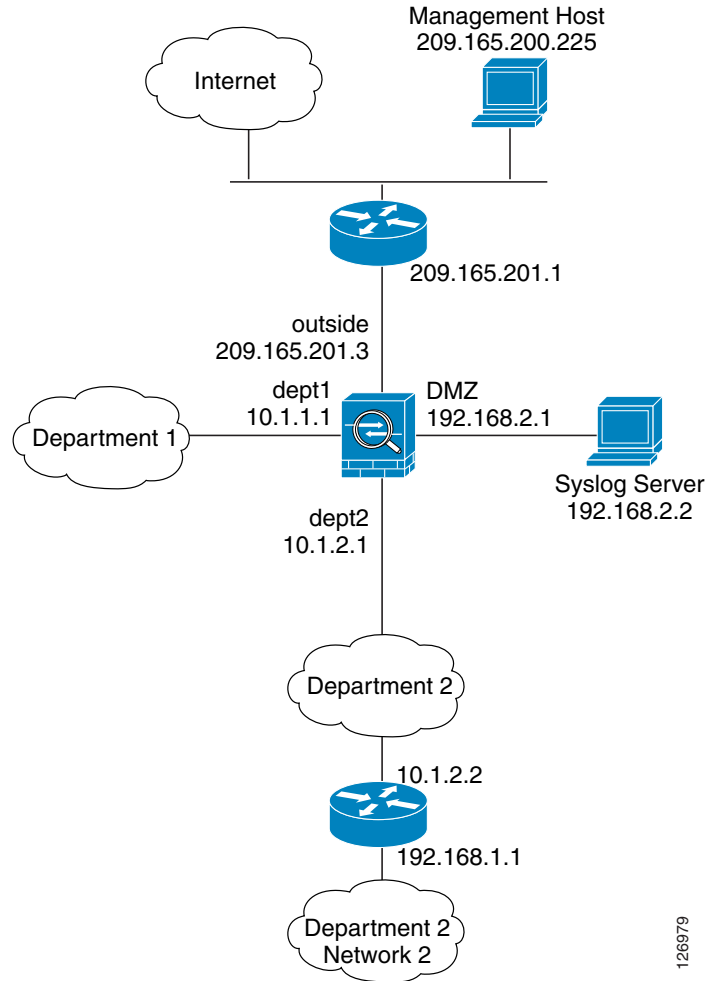 Management Host
209.165.200.225
Internet
209.165.201.1
outside
209.165.201.3
dept1
10.1.1.1
DMZ
192.168.2.1
Department 1
Syslog Server
192.168.2.2
dept2
10.1.2.1
Department 2
10.1.2.2
192.168.1.1
Department 2
Network 2
126979